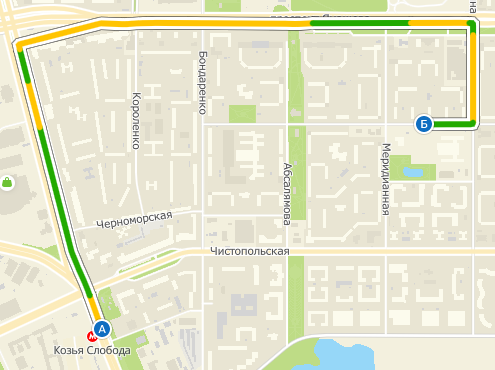 Бондаренко
Короленко
Абсалямова
Меридианная
Черноморская
Чистопольская
Козья Слобода
А
Б
М